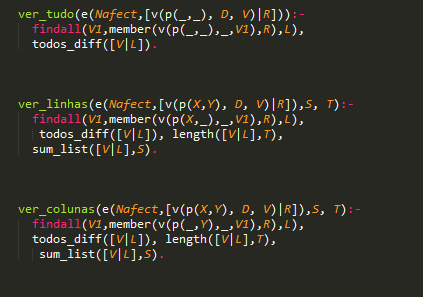 ver_tudo(e(Nafect,[v(p(_,_), D, V)|R])):-
findall(V1,member(v(p(_,_),_,V1),R),L),
todos_diff([V|L]).
ver_linhas(e(Nafect,[v(p(X,Y), D, V)|R]),S, T):-
findall(V1,member(v(p(X,_),_,V1),R),L),
todos_diff([V|L]), length([V|L],T),
sum_list([V|L],S).
ver_colunas(e(Nafect,[v(p(X,Y), D, V)|R]),S, T):-
findall(V1,member(v(p(_,Y),_,V1),R),L),
todos_diff([V|L]), length([V|L],T),
sum_list([V|L],S).